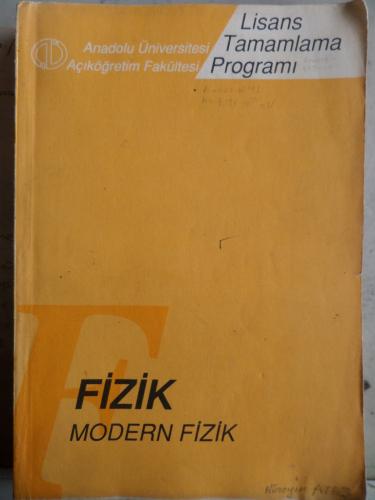 Anadolu Üniversitesi
Açıköğretim Fakültesi
Lisans
Tamamlama
Programı
FİZİK
MODERN FİZİK